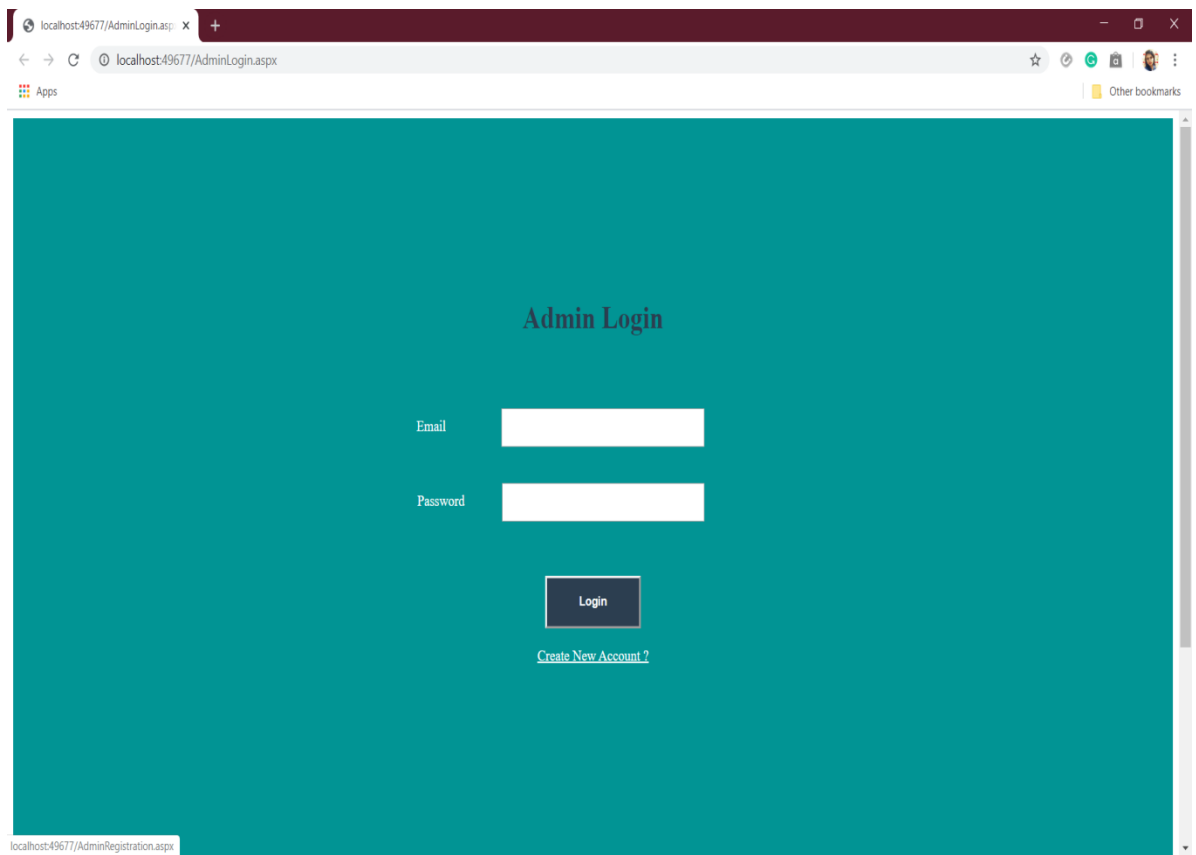 localhost:49677/AdminLogin.asp
localhost:49677/AdminLogin.aspx
Apps
Other bookmarks
Admin Login
Email
Password
Login
Create New Account ?
localhost:49677/AdminRegistration.aspx